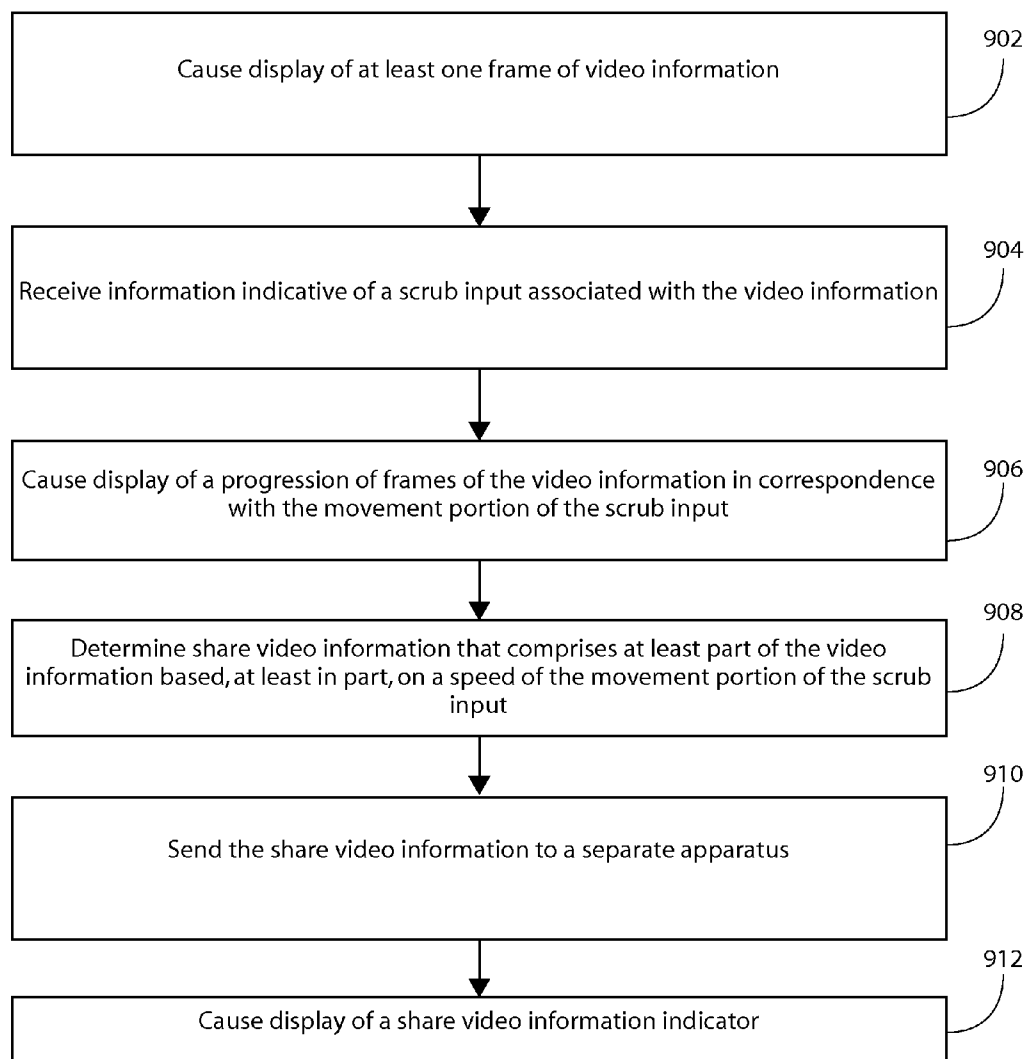 902
Cause display of at least one frame of video information
904
Receive information indicative of a scrub input associated with the video information
906
Cause display of a progression of frames of the video information in correspondence
with the movement portion of the scrub input
908
Determine share video information that comprises at least part of the video
information based, at least in part, on a speed of the movement portion of the scrub
input
910
Send the share video information to a separate apparatus
912
Cause display of a share video information indicator